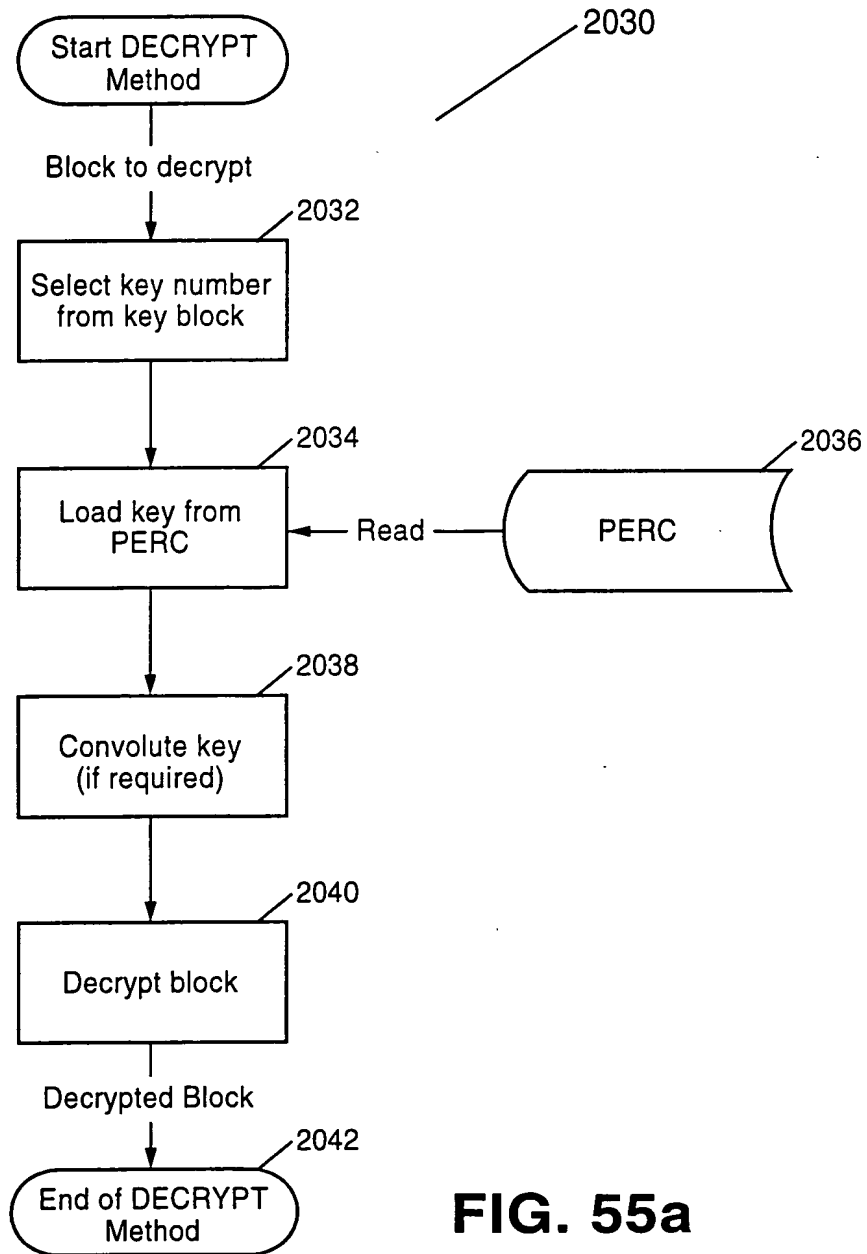 2030
Start DECRYPT
Method
Block to decrypt
2032
Select key number
from key block
2034
Load key from
PERC
Read
2036
PERC
2038
Convolute key
(if required)
2040
Decrypt block
Decrypted Block
2042
End of DECRYPT
Method
FIG. 55a